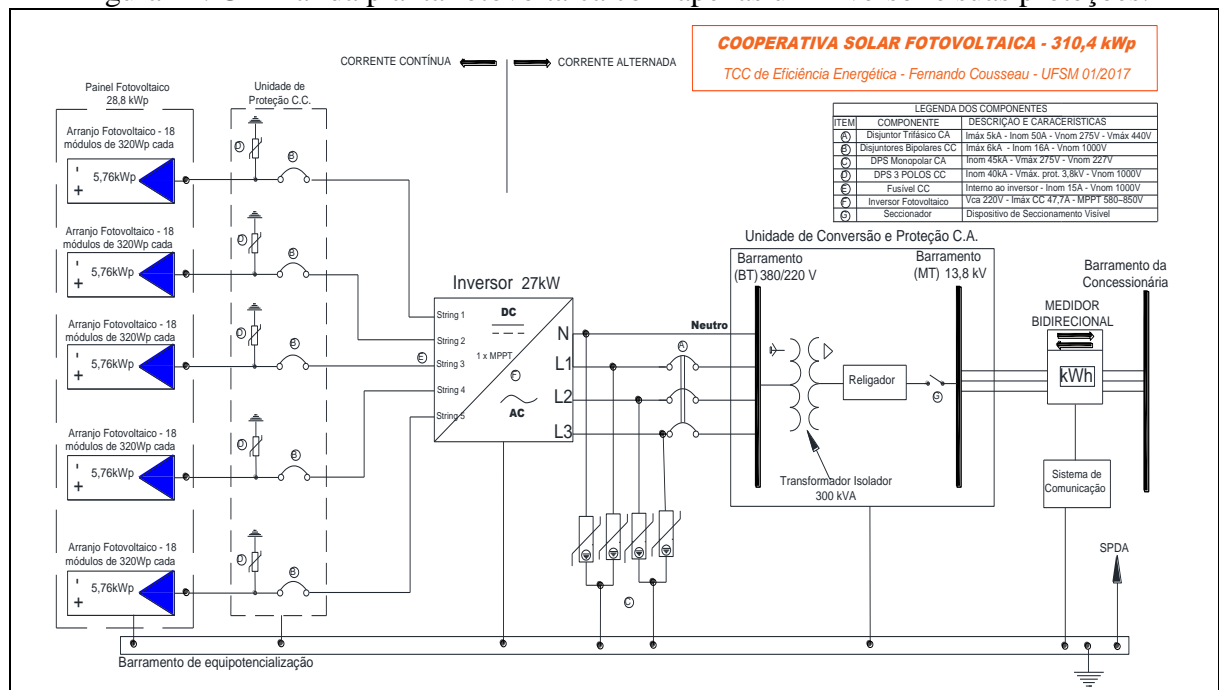 COOPERATIVA SOLAR FOTOVOLTAICA - 310,4 kWp
TCC de Eficiência Energética - Fernando Cousseau - UFSM 01/2017
CORRENTE CONTÍNUA
CORRENTE ALTERNADA
LEGENDA DOS COMPONENTES
ITEM COMPONENTE DESCRIÇÃO E CARACERÍSTICAS
A Disjuntor Trifásico CA Imáx 5kA - Inom 50A - Vnom 275V - Vmáx 440V
B Disjuntores Bipolares CC Imáx 6kA - Inom 16A - Vnom 1000V
C DPS Monopolar CA Inom 45kA - Vmáx 275V - Vnom 227V
D DPS 3 POLOS CC Inom 40kA - Vmáx. prot. 3,8kV - Vnom 1000V
E Fusível CC Interno ao inversor - Inom 15A - Vnom 1000V
F Inversor Fotovoltaico Vca 220V - Imáx CC 47,7A - MPPT 580–850V
G Seccionador Dispositivo de Seccionamento Visível
Painel Fotovoltaico
28,8 kWp
Unidade de
Proteção C.C.
Arranjo Fotovoltaico - 18
módulos de 320Wp cada
5,76kWp
D
B
Arranjo Fotovoltaico - 18
módulos de 320Wp cada
5,76kWp
D
B
Arranjo Fotovoltaico - 18
módulos de 320Wp cada
5,76kWp
D
B
Arranjo Fotovoltaico - 18
módulos de 320Wp cada
5,76kWp
D
B
Arranjo Fotovoltaico - 18
módulos de 320Wp cada
5,76kWp
D
B
Inversor 27kW
String 1
String 2
String 3
String 4
String 5
E
DC
1 x MPPT
F
AC
N
L1
L2
L3
Neutro
A
C
Unidade de Conversão e Proteção C.A.
Barramento
(BT) 380/220 V
Barramento
(MT) 13,8 kV
Religador
G
Transformador Isolador
300 kVA
Barramento da
Concessionária
MEDIDOR
BIDIRECIONAL
kWh
Sistema de
Comunicação
SPDA
Barramento de equipotencialização